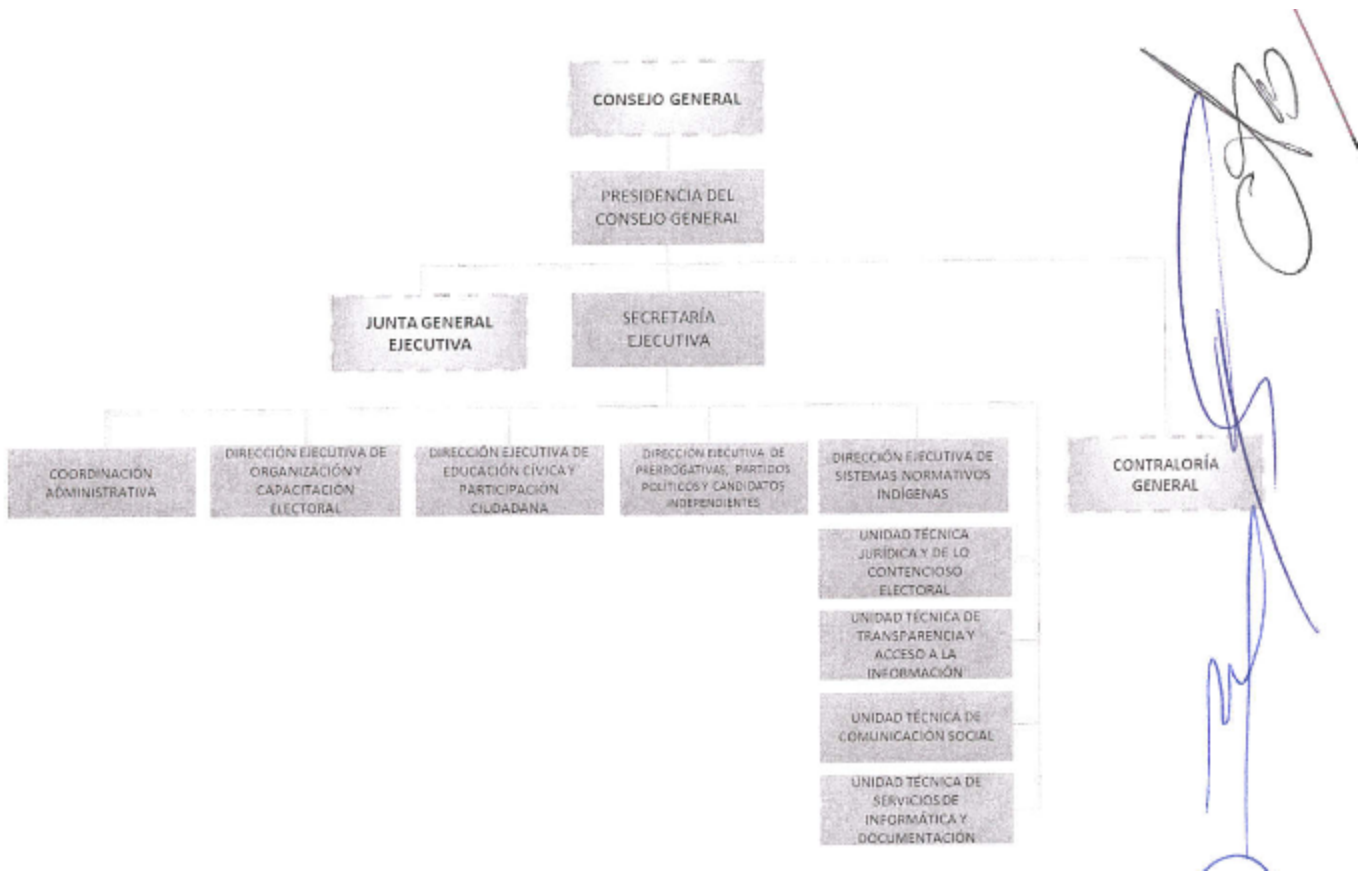 CONSEJO GENERAL
PRESIDENCIA DEL
CONSEJO GENERAL
JUNTA GENERAL
EJECUTIVA
SECRETARÍA
EJECUTIVA
COORDINACIÓN
ADMINISTRATIVA
DIRECCIÓN EJECUTIVA DE
ORGANIZACIÓN Y
CAPACITACIÓN
ELECTORAL
DIRECCIÓN EJECUTIVA DE
EDUCACIÓN CÍVICA Y
PARTICIPACIÓN
CIUDADANA
DIRECCIÓN EJECUTIVA DE
PRERROGATIVAS, PARTIDOS
POLÍTICOS Y CANDIDATOS
INDEPENDIENTES
DIRECCIÓN EJECUTIVA DE
SISTEMAS NORMATIVOS
INDÍGENAS
CONTRALORÍA
GENERAL
UNIDAD TÉCNICA
JURÍDICA Y DE LO
CONTENCIOSO
ELECTORAL
UNIDAD TÉCNICA DE
TRANSPARENCIA Y
ACCESO A LA
INFORMACIÓN
UNIDAD TÉCNICA DE
COMUNICACIÓN SOCIAL
UNIDAD TÉCNICA DE
SERVICIOS DE
INFORMÁTICA Y
DOCUMENTACIÓN